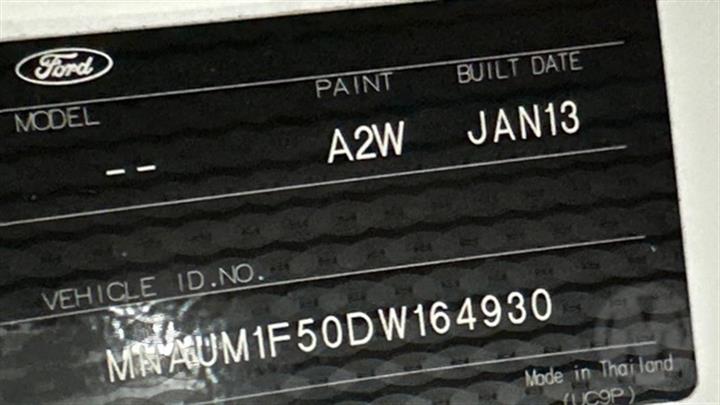 Ford
MODEL PAINT BUILT DATE
-- A2W JAN13
VEHICLE ID.NO.
MNAUM1F50DW164930
Made in Thailand
(UC9P)